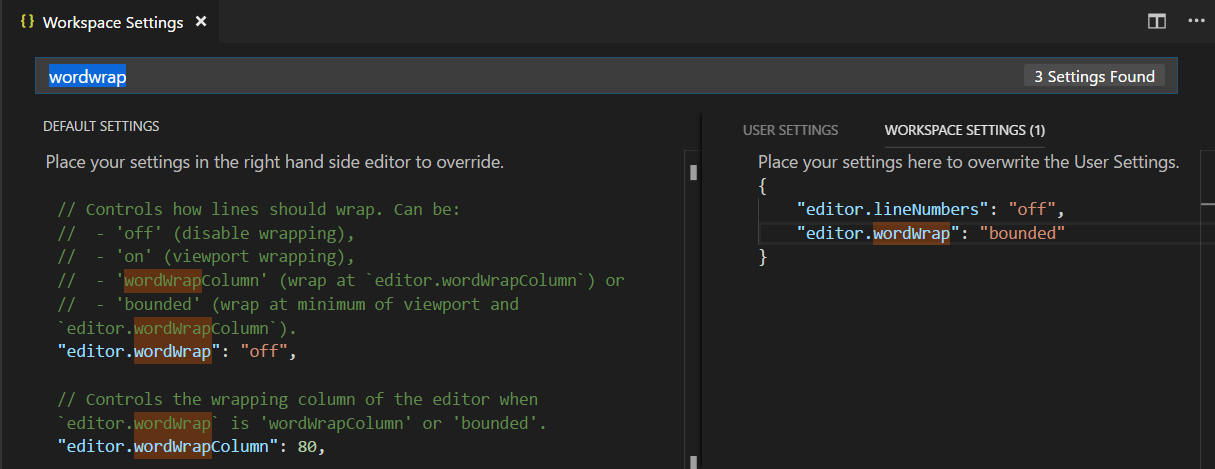 {} Workspace Settings ×
wordwrap
3 Settings Found
DEFAULT SETTINGS
Place your settings in the right hand side editor to override.
// Controls how lines should wrap. Can be:
//  - 'off' (disable wrapping),
//  - 'on' (viewport wrapping),
//  - 'wordWrapColumn' (wrap at `editor.wordWrapColumn`) or
//  - 'bounded' (wrap at minimum of viewport and
`editor.wordWrapColumn`).
"editor.wordWrap": "off",
// Controls the wrapping column of the editor when
`editor.wordWrap` is 'wordWrapColumn' or 'bounded'.
"editor.wordWrapColumn": 80,
USER SETTINGS
WORKSPACE SETTINGS (1)
Place your settings here to overwrite the User Settings.
{
"editor.lineNumbers": "off",
"editor.wordWrap": "bounded"
}